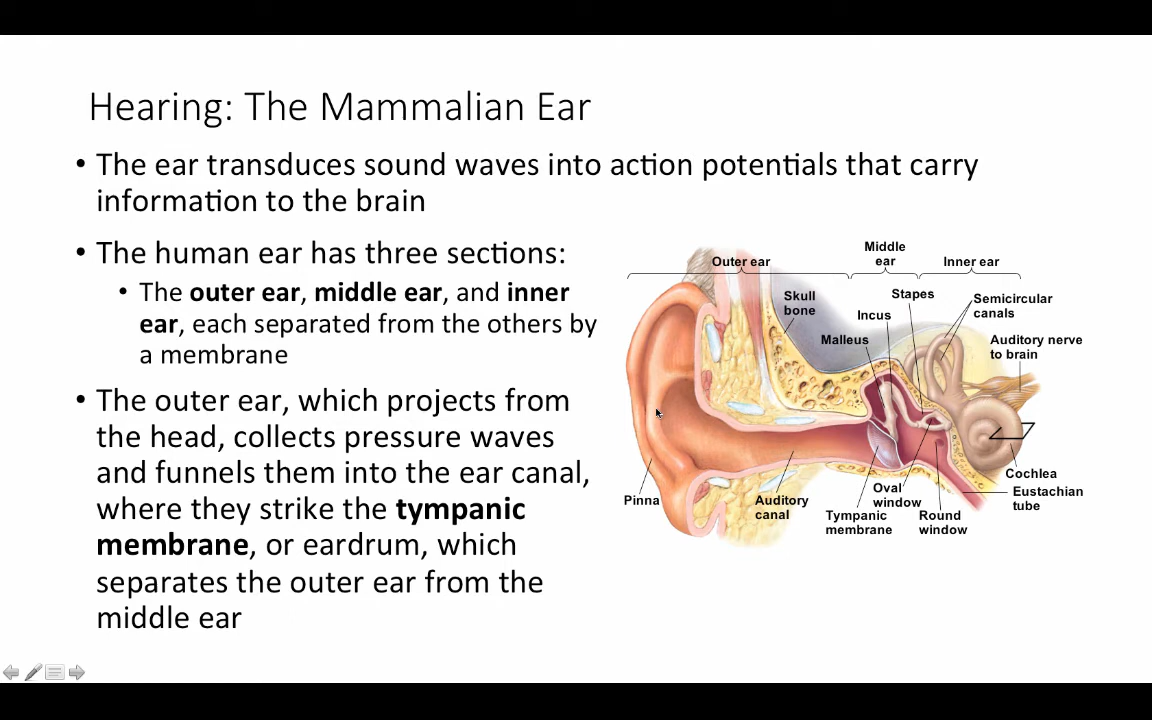 Hearing: The Mammalian Ear
• The ear transduces sound waves into action potentials that carry
information to the brain
• The human ear has three sections:
• The outer ear, middle ear, and inner
ear, each separated from the others by
a membrane
• The outer ear, which projects from
the head, collects pressure waves
and funnels them into the ear canal,
where they strike the tympanic
membrane, or eardrum, which
separates the outer ear from the
middle ear
Outer ear
Middle
ear
Inner ear
Skull
bone
Stapes
Incus
Malleus
Semicircular
canals
Auditory nerve
to brain
Pinna
Auditory
canal
Tympanic
membrane
Oval
window
Round
window
Cochlea
Eustachian
tube